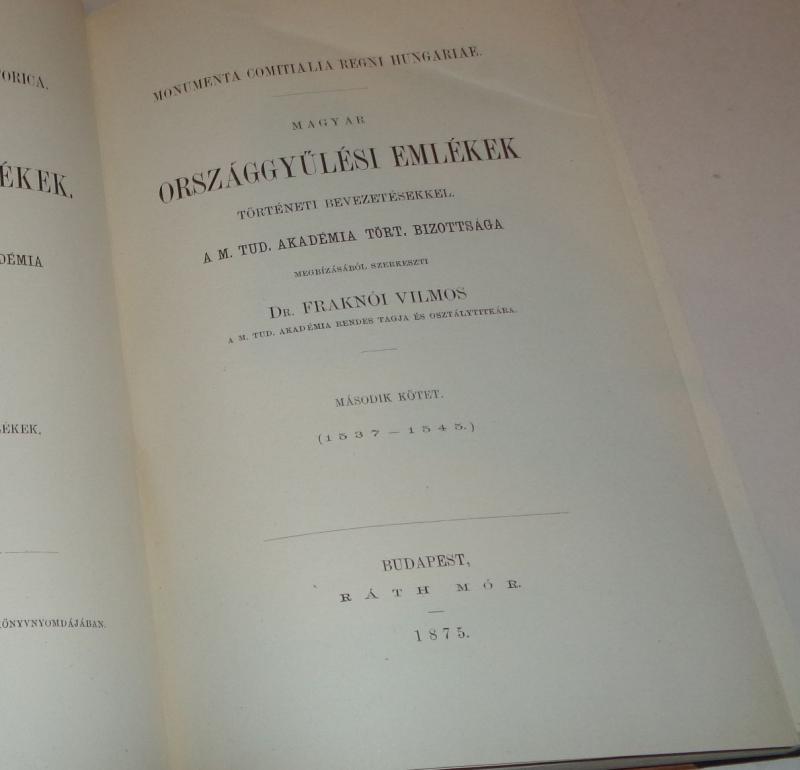 TORICA.
ÉKEK.
DÉMIA
ÉKEK.
KÖNYVNYOMDÁJÁBAN.
MONUMENTA COMITIALIA REGNI HUNGARIAE.
MAGYAR
ORSZÁGGYŰLÉSI EMLÉKEK
TÖRTÉNETI BEVEZETÉSEKKEL.
A M. TUD. AKADÉMIA TÖRT. BIZOTTSÁGA
MEGBÍZÁSÁBÓL SZERKESZTI
DR. FRAKNÓI VILMOS
A M. TUD. AKADÉMIA RENDES TAGJA ÉS OSZTÁLYTITKÁRA.
MÁSODIK KÖTET.
(1537–1545.)
BUDAPEST,
RÁTH MÓR.
1875.